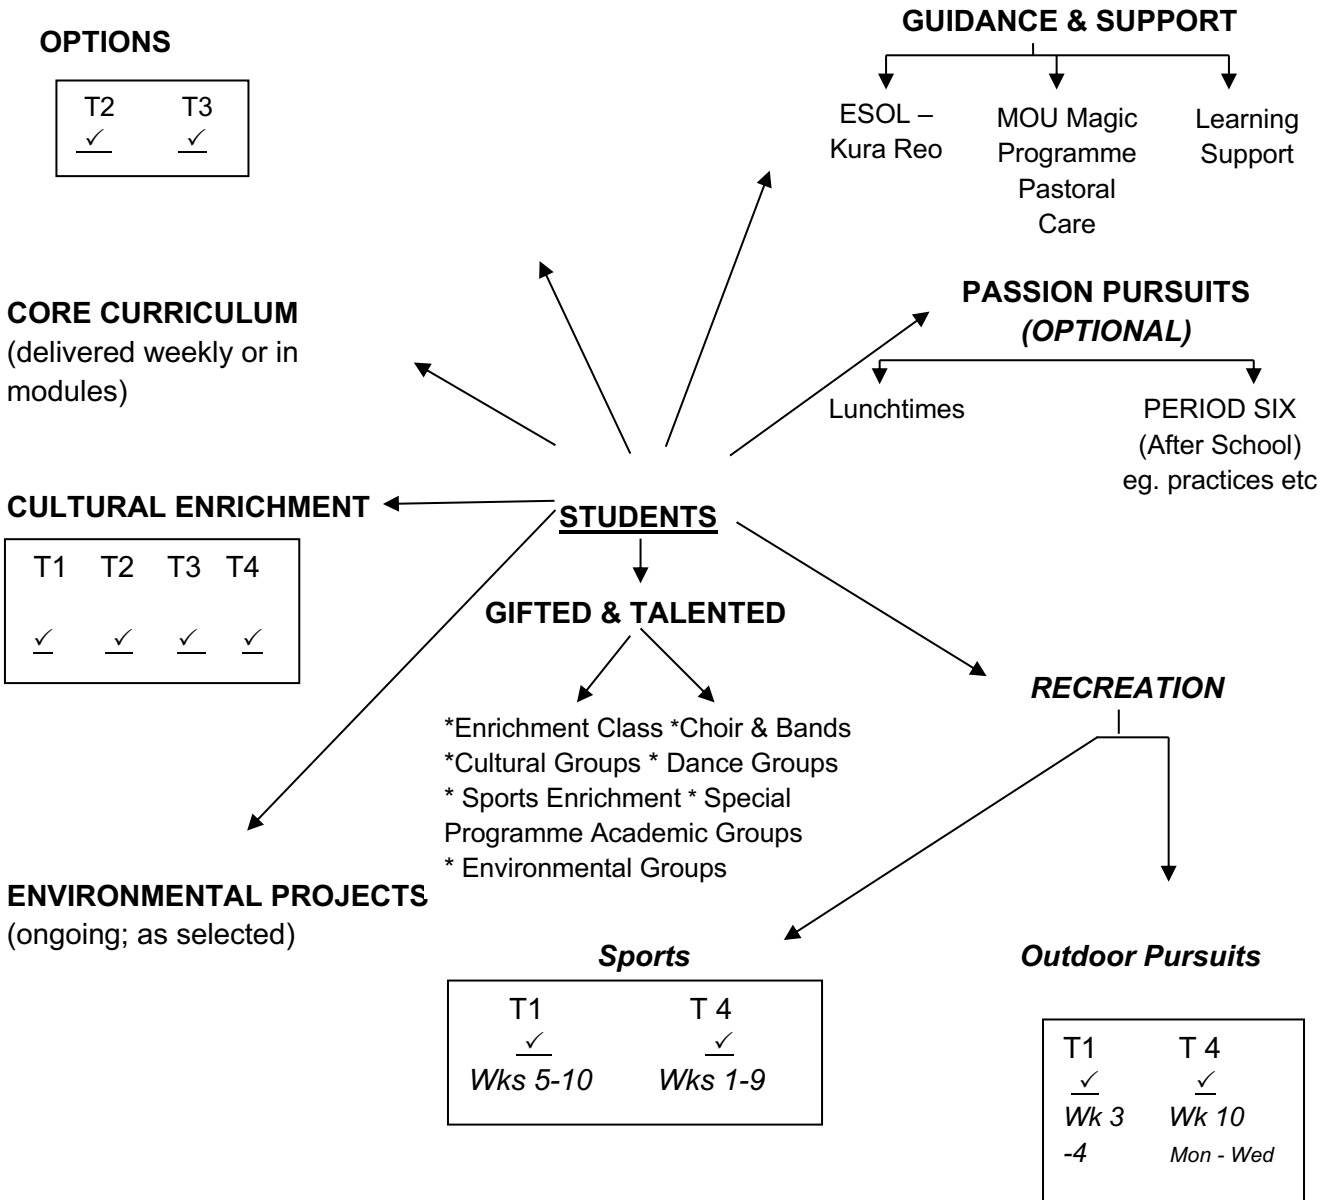 GUIDANCE & SUPPORT
OPTIONS
T2 T3
✓ ✓
ESOL –
Kura Reo
MOU Magic
Programme
Pastoral
Care
Learning
Support
CORE CURRICULUM
(delivered weekly or in
modules)
PASSION PURSUITS
(OPTIONAL)
Lunchtimes
PERIOD SIX
(After School)
eg. practices etc
CULTURAL ENRICHMENT
T1 T2 T3 T4
✓ ✓ ✓ ✓
STUDENTS
GIFTED & TALENTED
*Enrichment Class *Choir & Bands
*Cultural Groups * Dance Groups
* Sports Enrichment * Special
Programme Academic Groups
* Environmental Groups
RECREATION
ENVIRONMENTAL PROJECTS
(ongoing; as selected)
Sports
T1 T 4
✓ ✓
Wks 5-10 Wks 1-9
Outdoor Pursuits
T1 T 4
✓ ✓
Wk 3 Wk 10
-4 Mon - Wed